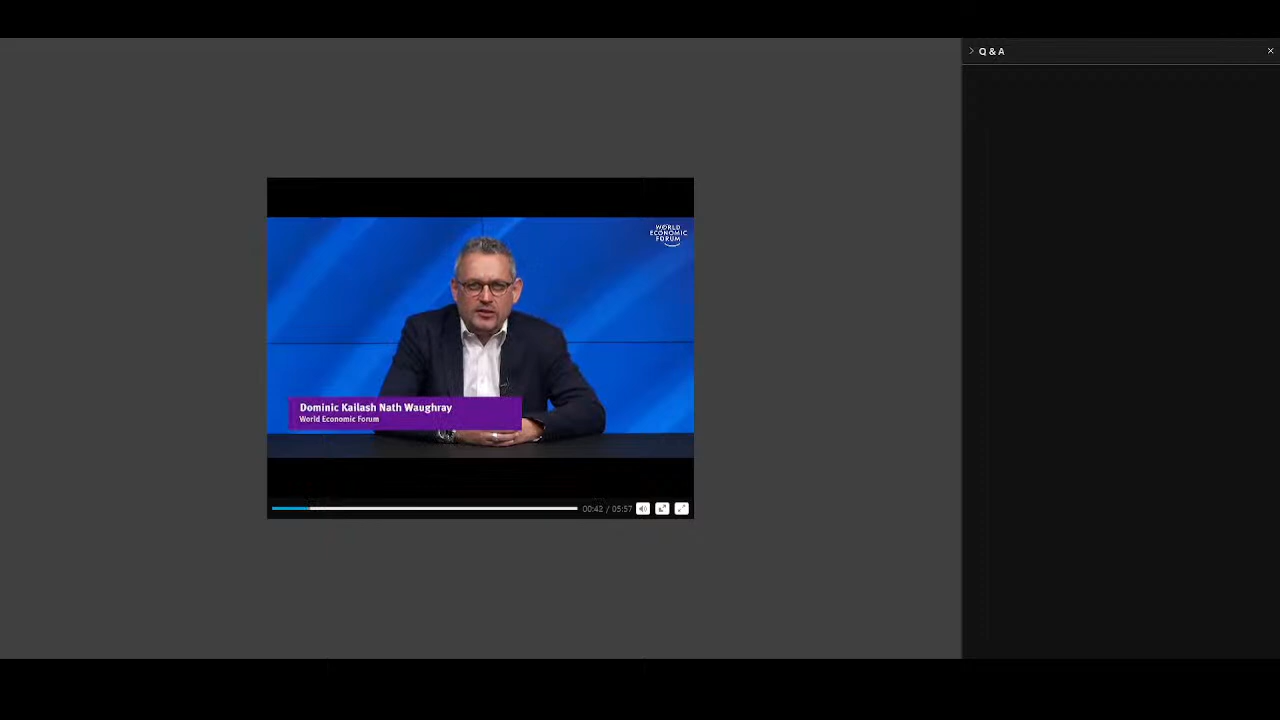 Q & A
WORLD
ECONOMIC
FORUM
Dominic Kailash Nath Waughray
World Economic Forum
00:42 / 05:57